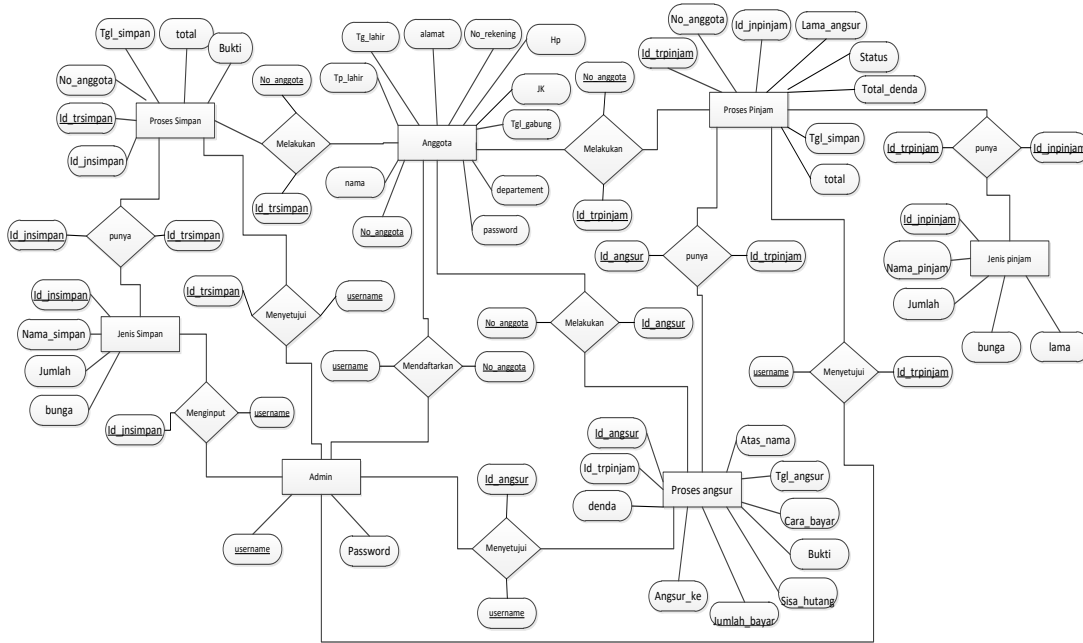 Tgl_simpan
total
Bukti
No_anggota
Id_trsimpan
Id_jnsimpan
Proses Simpan
No_anggota
Melakukan
Id_trsimpan
Tg_lahir
alamat
No_rekening
Hp
Tp_lahir
JK
Tgl_gabung
Anggota
nama
No_anggota
departement
password
No_anggota
Melakukan
Id_trpinjam
No_anggota
Id_jnpinjam
Lama_angsur
Id_trpinjam
Status
Total_denda
Proses Pinjam
Tgl_simpan
total
Id_trpinjam
punya
Id_jnpinjam
Id_jnsimpan
punya
Id_trsimpan
Id_angsur
punya
Id_trpinjam
Id_jnpinjam
Nama_pinjam
Jenis pinjam
Jumlah
bunga
lama
Id_trsimpan
Menyetujui
username
Id_jnsimpan
Nama_simpan
Jenis Simpan
Jumlah
bunga
No_anggota
Melakukan
Id_angsur
username
Mendaftarkan
No_anggota
username
Menyetujui
Id_trpinjam
Id_jnsimpan
Menginput
username
Admin
username
Password
Id_angsur
Menyetujui
username
Id_angsur
Id_trpinjam
denda
Proses angsur
Atas_nama
Tgl_angsur
Cara_bayar
Bukti
Sisa_hutang
Angsur_ke
Jumlah_bayar